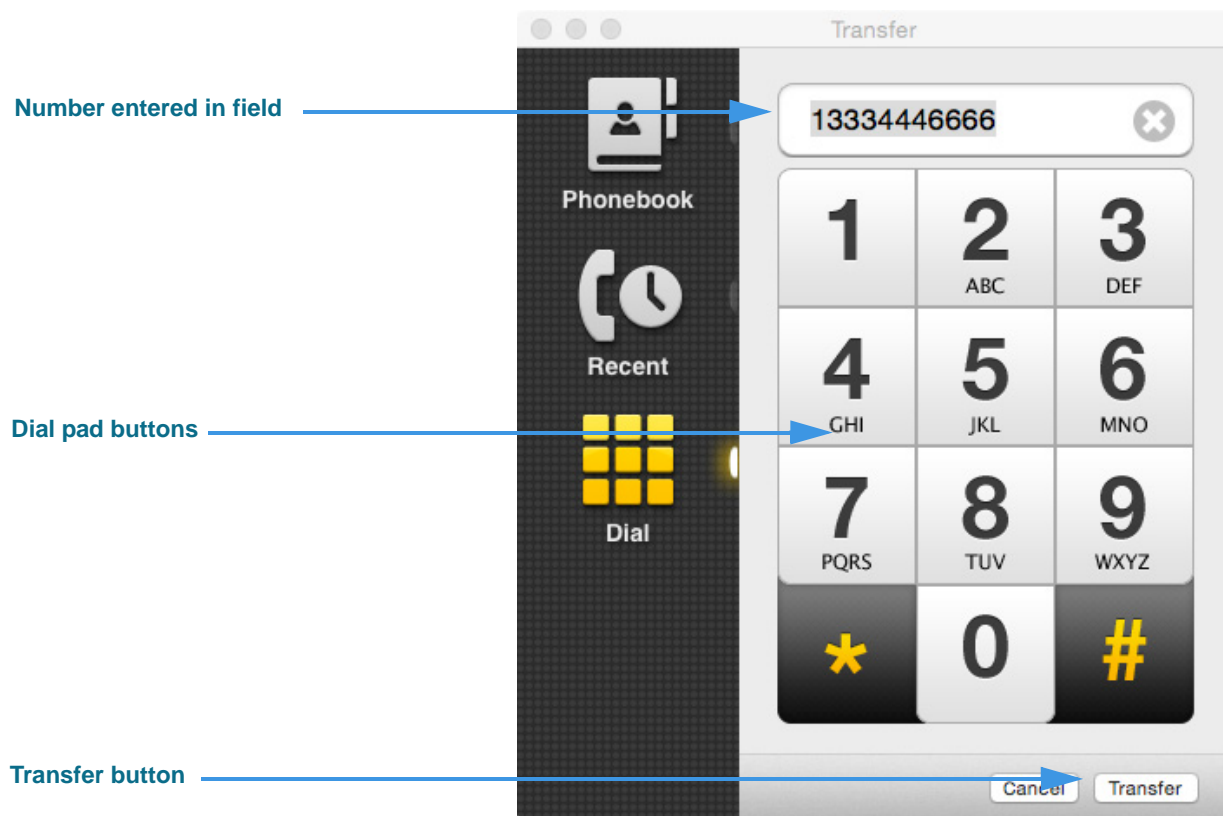 Transfer
Number entered in field
13334446666
Phonebook
1
2
ABC
3
DEF
Recent
4
GHI
5
JKL
6
MNO
Dial pad buttons
Dial
7
PQRS
8
TUV
9
WXYZ
*
0
#
Transfer button
Cancel
Transfer